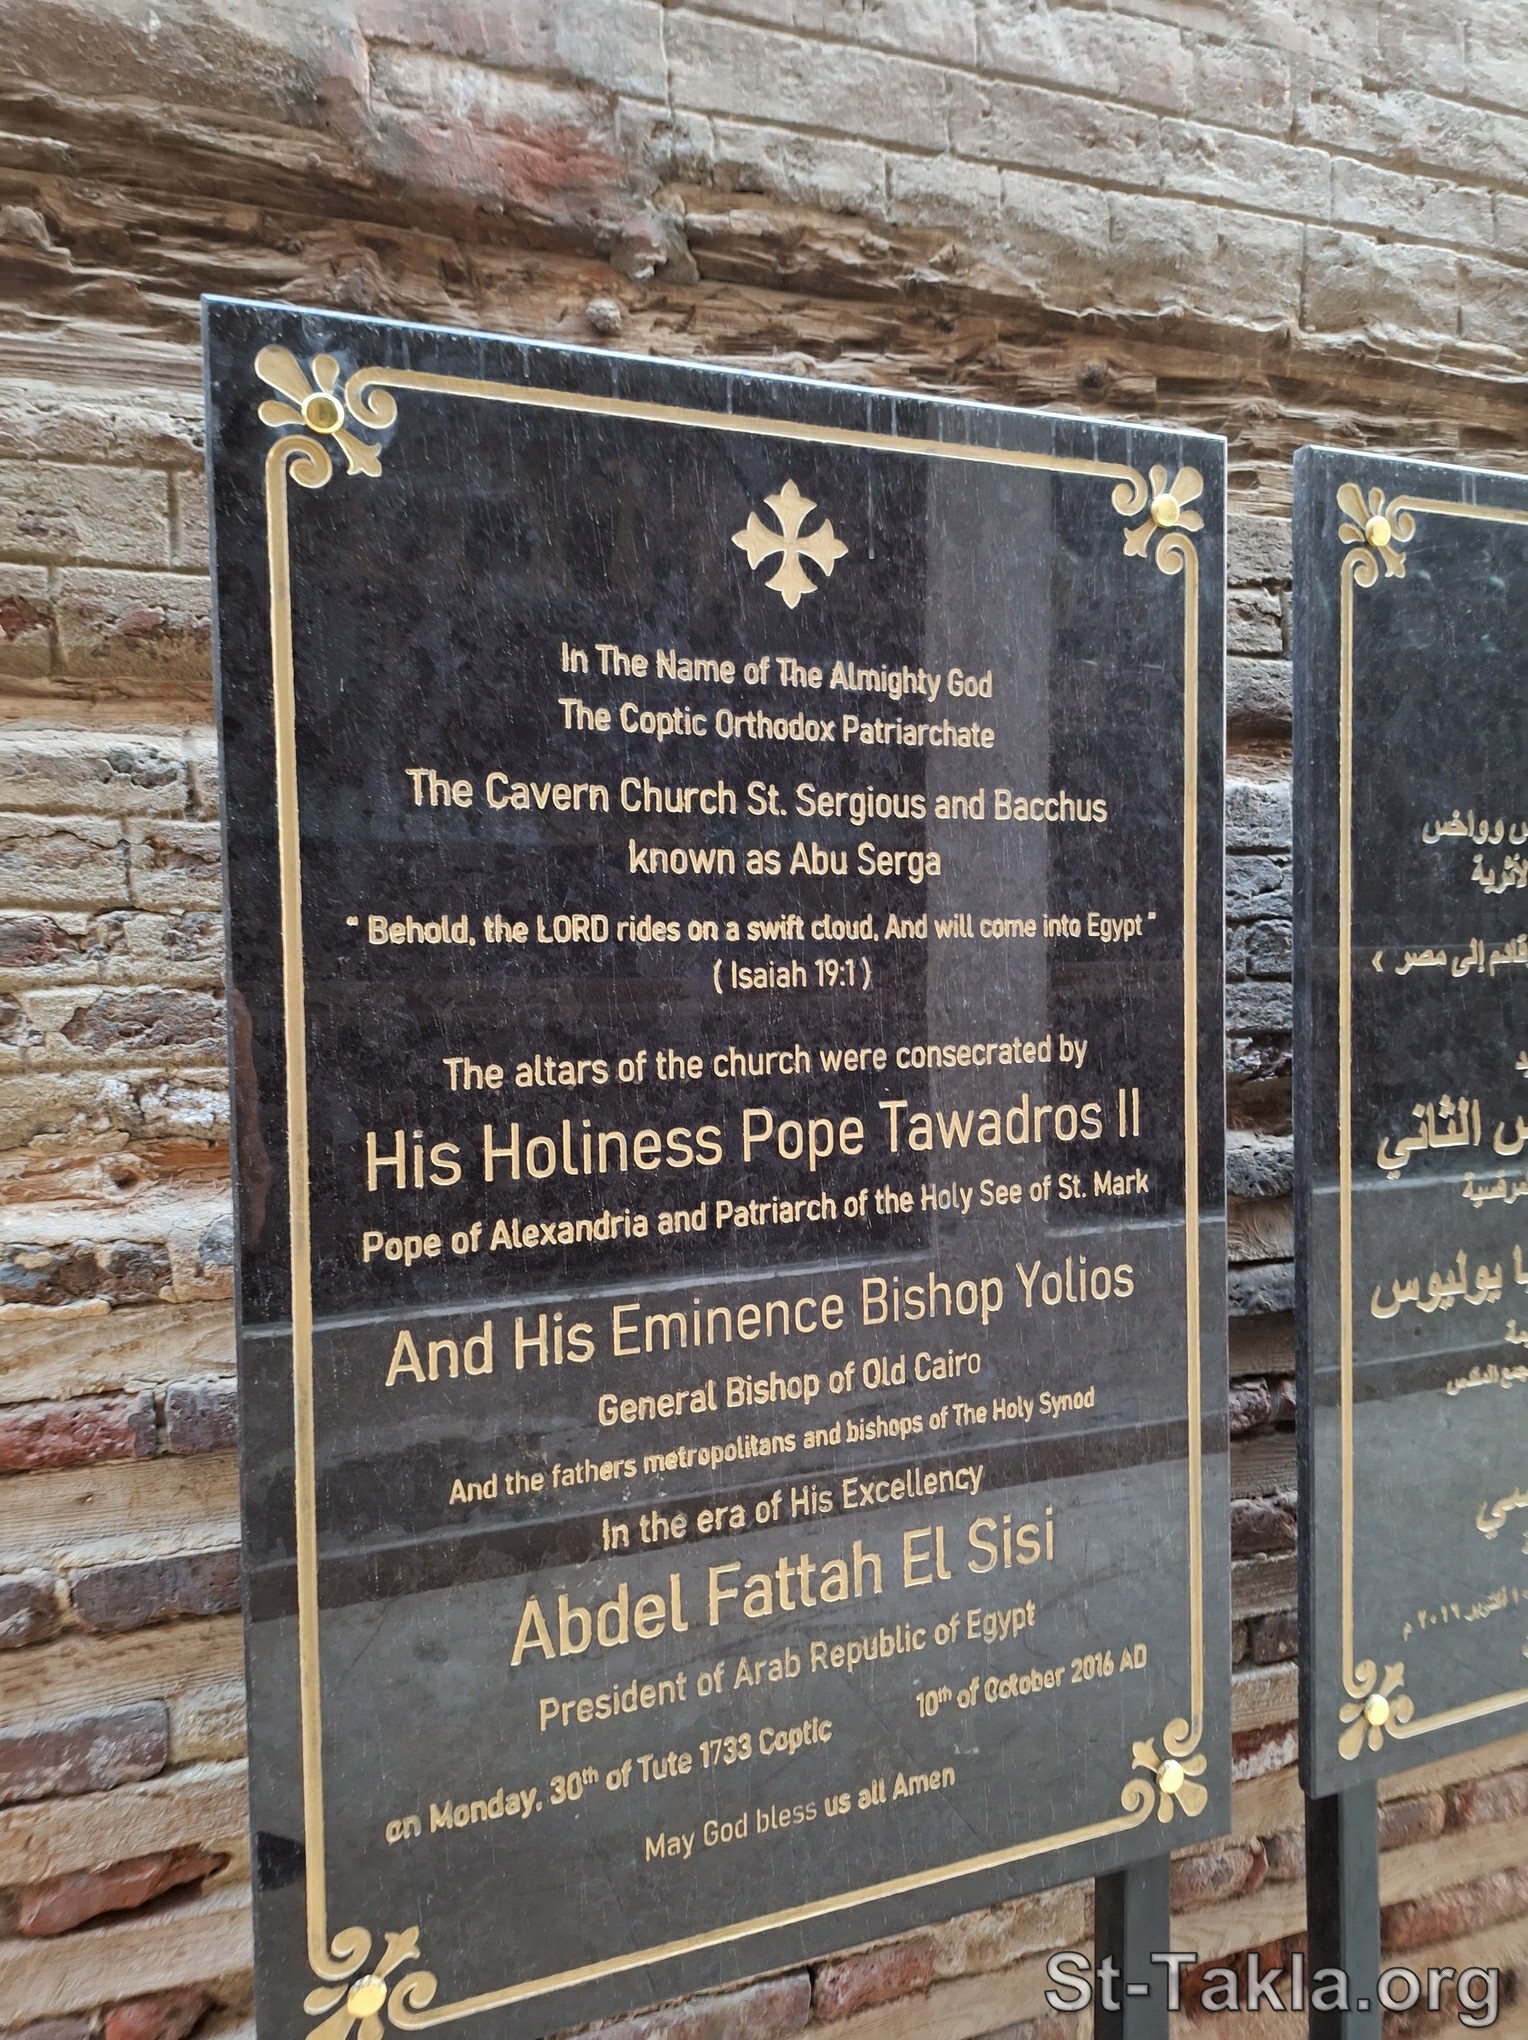 In The Name of The Almighty God
The Coptic Orthodox Patriarchate
The Cavern Church St. Sergious and Bacchus
known as Abu Serga
" Behold, the LORD rides on a swift cloud, And will come into Egypt "
( Isaiah 19:1 )
The altars of the church were consecrated by
His Holiness Pope Tawadros II
Pope of Alexandria and Patriarch of the Holy See of St. Mark
And His Eminence Bishop Yolios
General Bishop of Old Cairo
And the fathers metropolitans and bishops of The Holy Synod
In the era of His Excellency
Abdel Fattah El Sisi
President of Arab Republic of Egypt
on Monday, 30th of Tute 1733 Coptic 10th of October 2016 AD
May God bless us all Amen
وواخس
الأثرية
قادم إلى مصر
الثاني
يوليوس
St-Takla.org